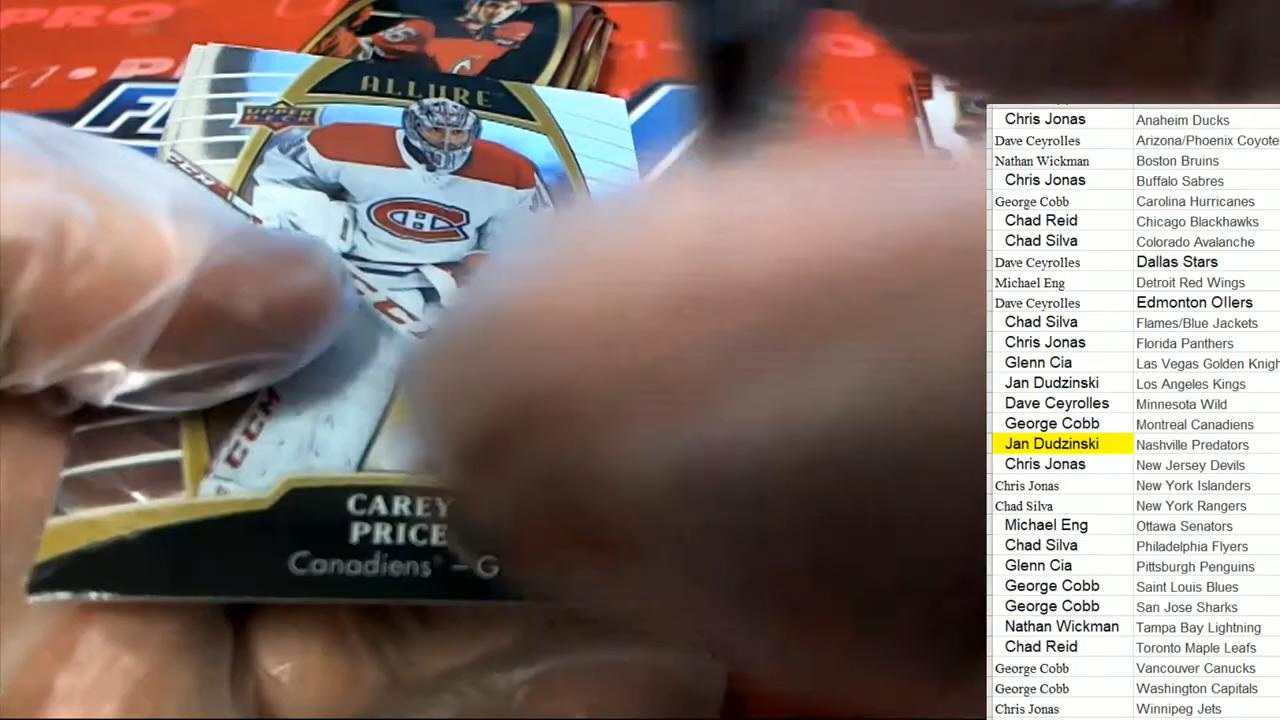 PRO
ALLURE
UPPER DECK
CCM
CAREY
PRICE
Canadiens - G
Chris Jonas Anaheim Ducks
Dave Ceyrolles Arizona/Phoenix Coyote
Nathan Wickman Boston Bruins
Chris Jonas Buffalo Sabres
George Cobb Carolina Hurricanes
Chad Reid Chicago Blackhawks
Chad Silva Colorado Avalanche
Dave Ceyrolles Dallas Stars
Michael Eng Detroit Red Wings
Dave Ceyrolles Edmonton OIlers
Chad Silva Flames/Blue Jackets
Chris Jonas Florida Panthers
Glenn Cia Las Vegas Golden Knigh
Jan Dudzinski Los Angeles Kings
Dave Ceyrolles Minnesota Wild
George Cobb Montreal Canadiens
Jan Dudzinski Nashville Predators
Chris Jonas New Jersey Devils
Chris Jonas New York Islanders
Chad Silva New York Rangers
Michael Eng Ottawa Senators
Chad Silva Philadelphia Flyers
Glenn Cia Pittsburgh Penguins
George Cobb Saint Louis Blues
George Cobb San Jose Sharks
Nathan Wickman Tampa Bay Lightning
Chad Reid Toronto Maple Leafs
George Cobb Vancouver Canucks
George Cobb Washington Capitals
Chris Jonas Winnipeg Jets